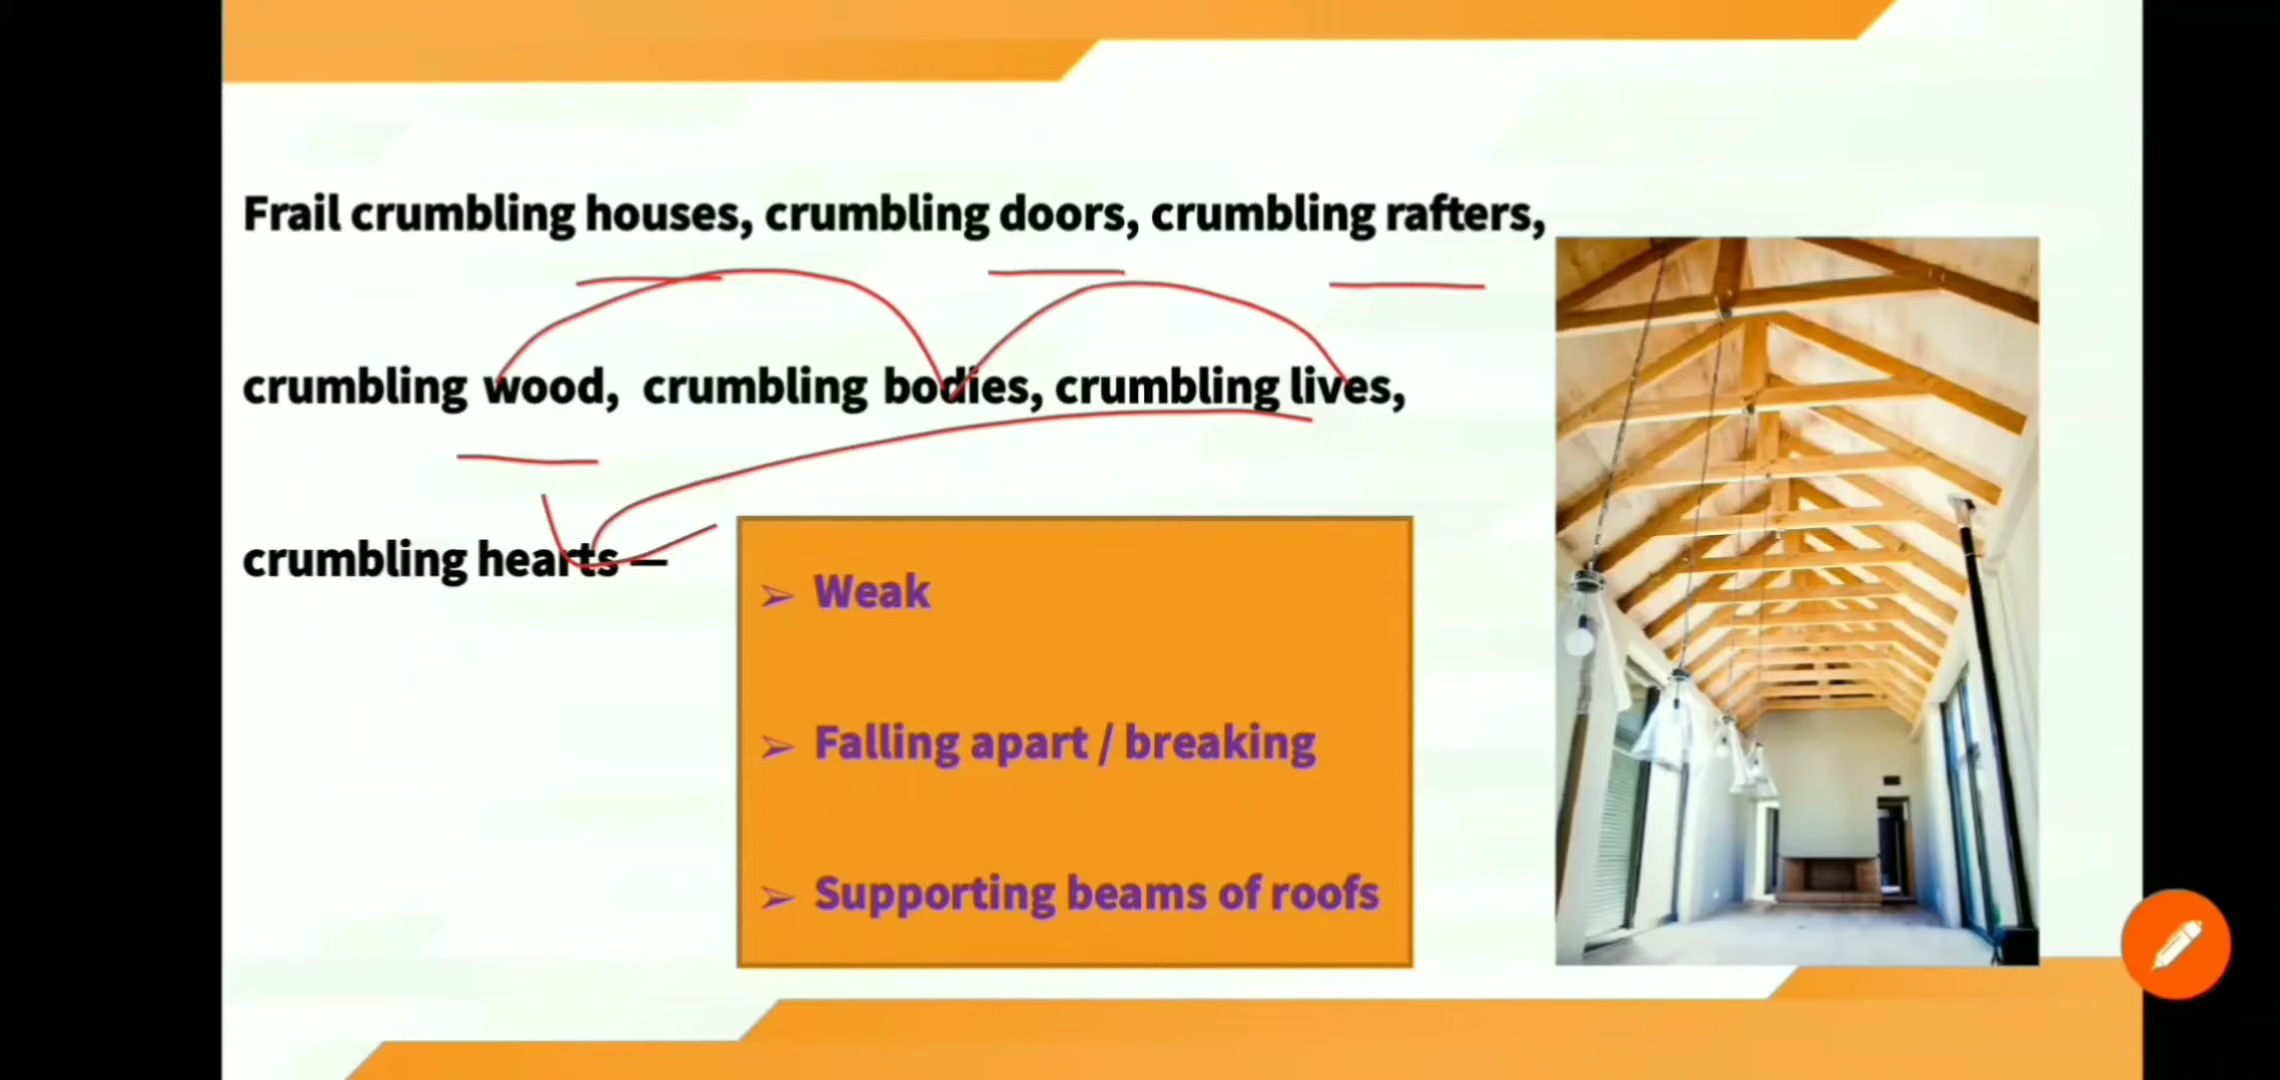 Frail crumbling houses, crumbling doors, crumbling rafters,
crumbling wood, crumbling bodies, crumbling lives,
crumbling hearts —
➢ Weak
➢ Falling apart / breaking
➢ Supporting beams of roofs